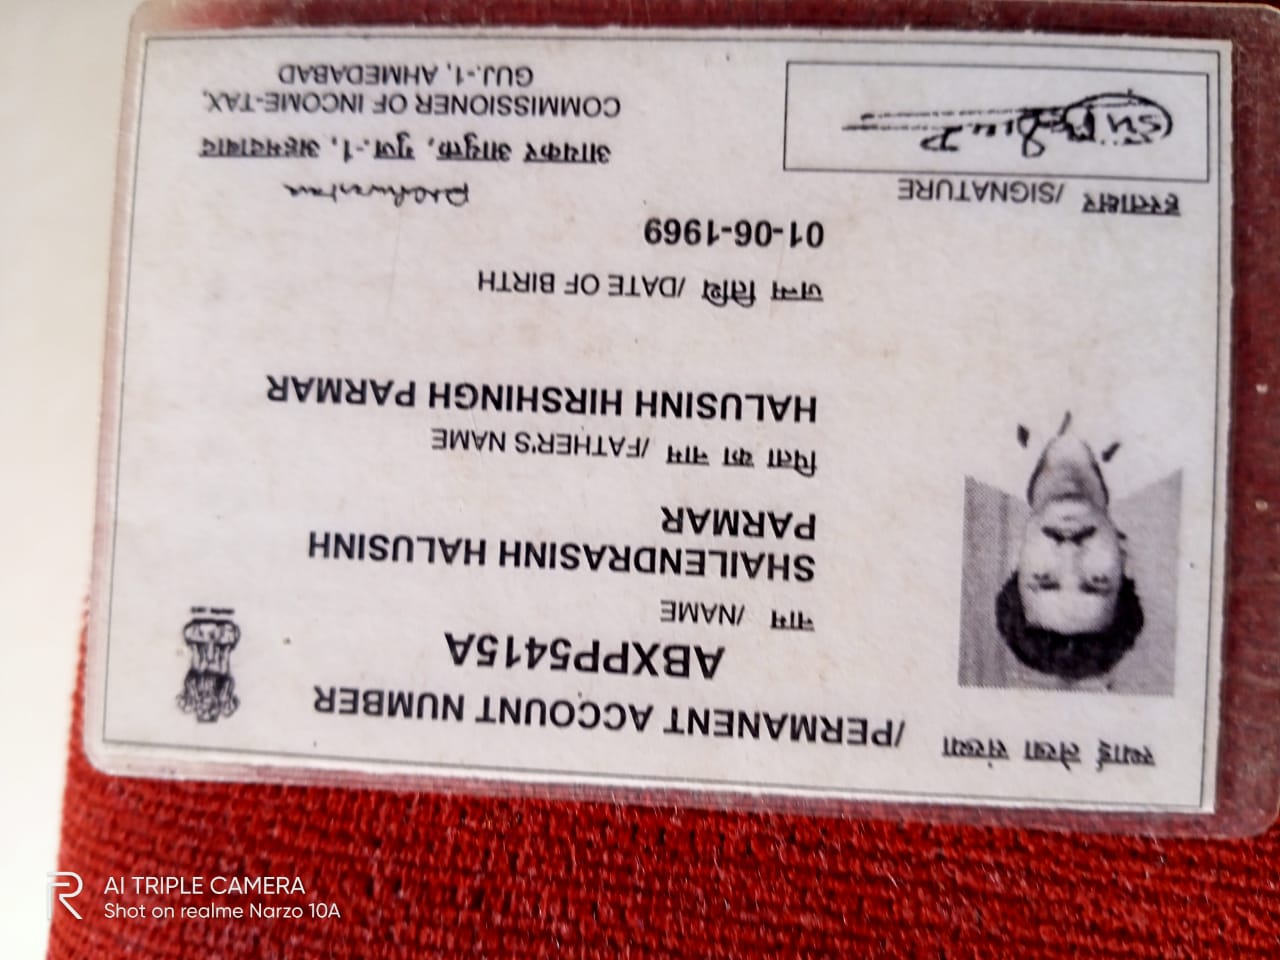 AI TRIPLE CAMERA
Shot on realme Narzo 10A
स्थाई लेखा संख्या /PERMANENT ACCOUNT NUMBER
ABXPP5415A
नाम /NAME
SHAILENDRASINH HALUSINH
PARMAR
पिता का नाम /FATHER'S NAME
HALUSINH HIRSHINGH PARMAR
जन्म तिथि /DATE OF BIRTH
01-06-1969
हस्ताक्षर /SIGNATURE
आयकर आयुक्त, गुज.-1, अहमदाबाद
COMMISSIONER OF INCOME-TAX,
GUJ.-1, AHMEDABAD